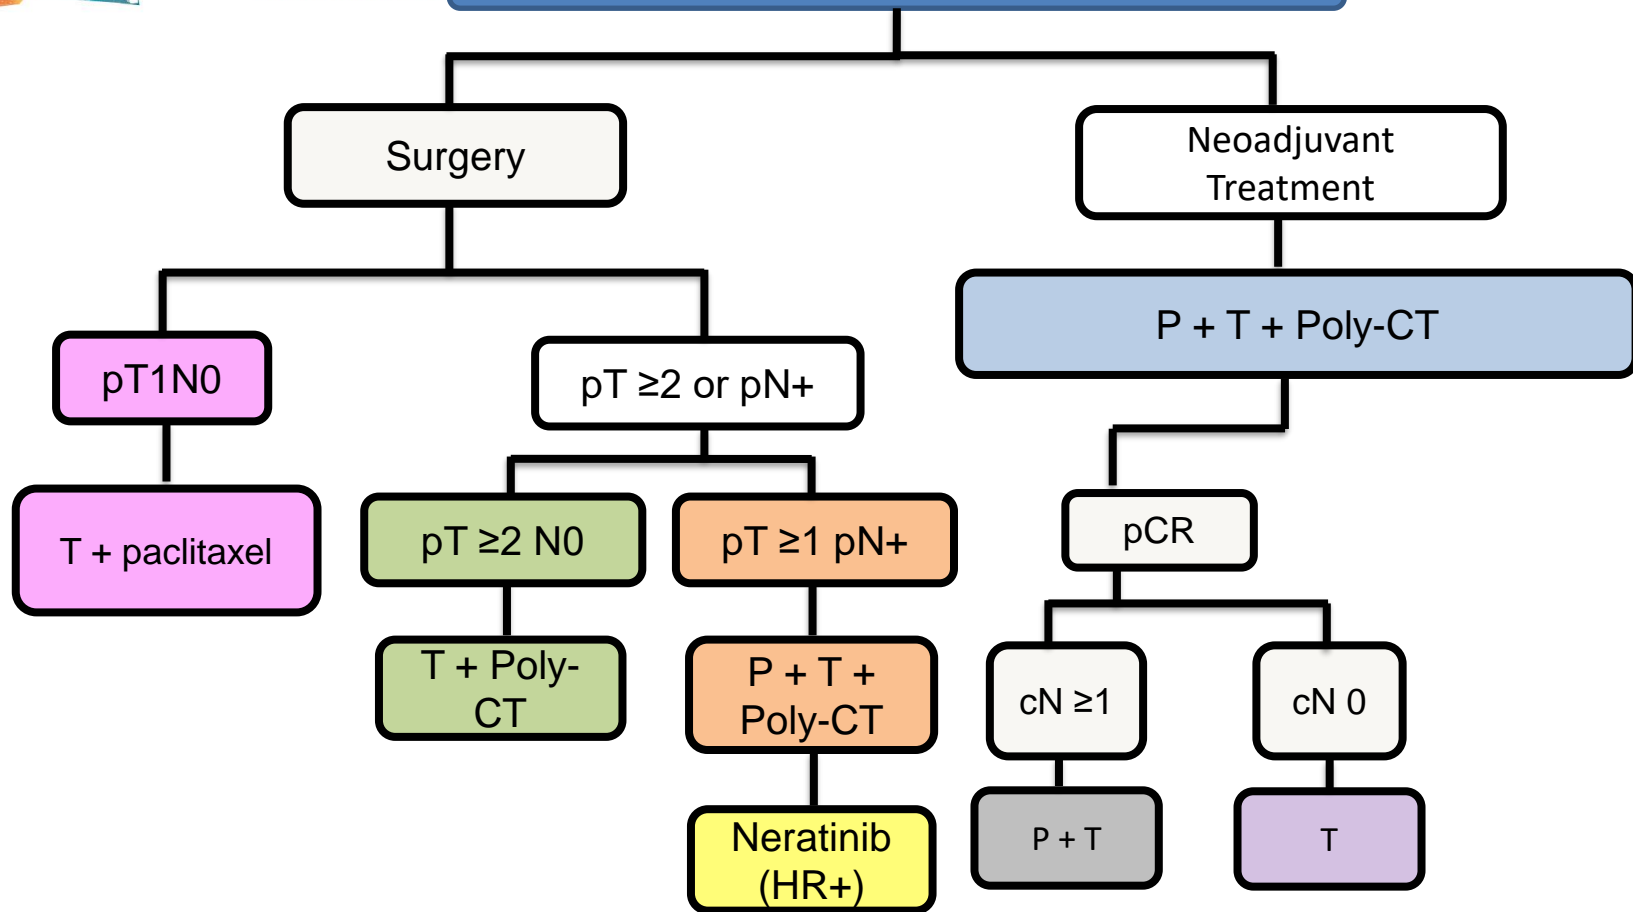 Surgery
Neoadjuvant
Treatment
P + T + Poly-CT
pT1N0
pT ≥2 or pN+
T + paclitaxel
pT ≥2 N0
pT ≥1 pN+
pCR
T + Poly-
CT
P + T +
Poly-CT
cN ≥1
cN 0
Neratinib
(HR+)
P + T
T